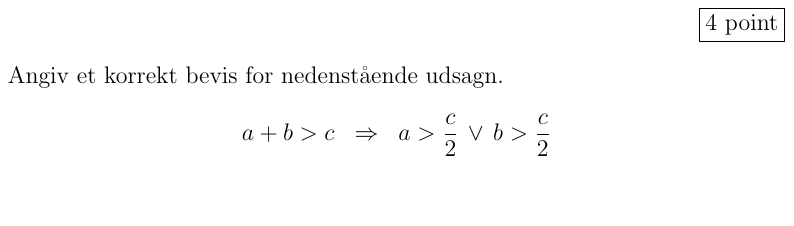 4 point
Angiv et korrekt bevis for nedenstående udsagn.
a + b > c ⇒ a > c/2 ∨ b > c/2